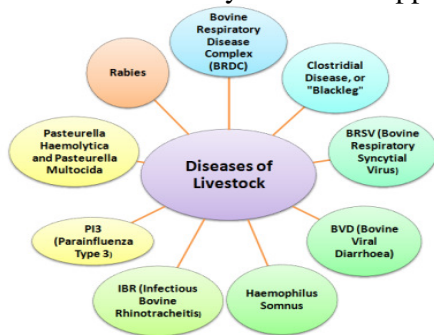 Bovine
Respiratory
Disease
Complex
(BRDC)
Clostridial
Disease, or
"Blackleg"
BRSV (Bovine
Respiratory
Syncytial
Virus)
BVD (Bovine
Viral
Diarrhoea)
Haemophilus
Somnus
IBR (Infectious
Bovine
Rhinotracheitis)
PI3
(Parainfluenza
Type 3)
Pasteurella
Haemolytica
and Pasteurella
Multocida
Rabies
Diseases of
Livestock